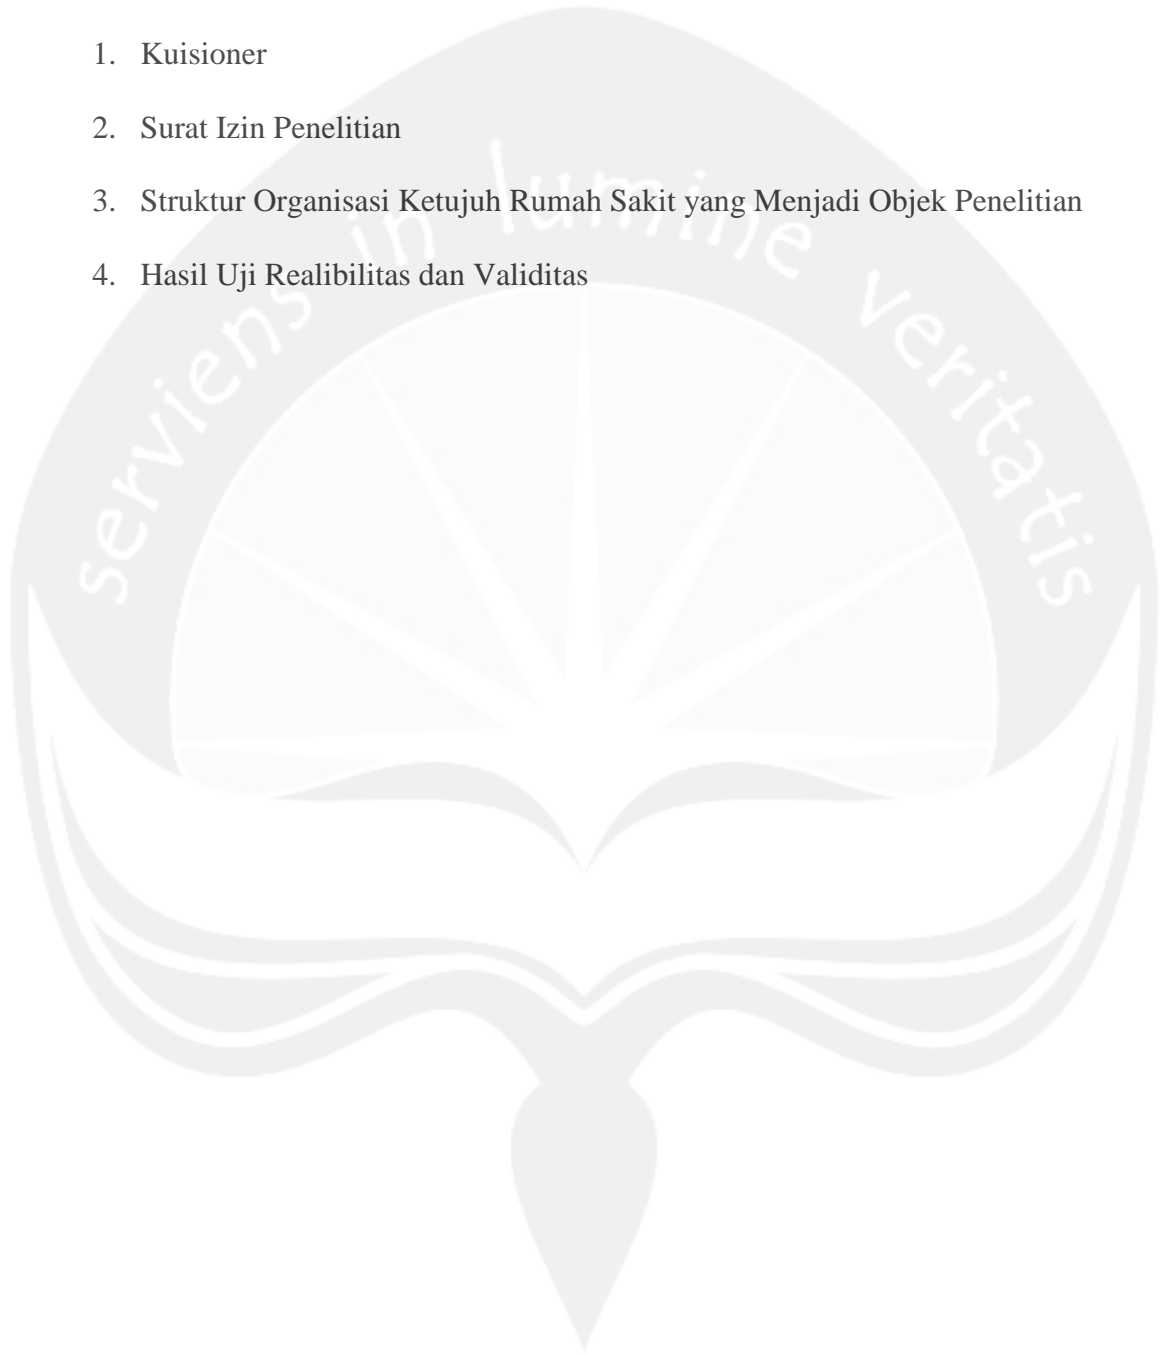 1. Kuisioner
2. Surat Izin Penelitian
3. Struktur Organisasi Ketujuh Rumah Sakit yang Menjadi Objek Penelitian
4. Hasil Uji Realibilitas dan Validitas
serviens in lumine veritatis